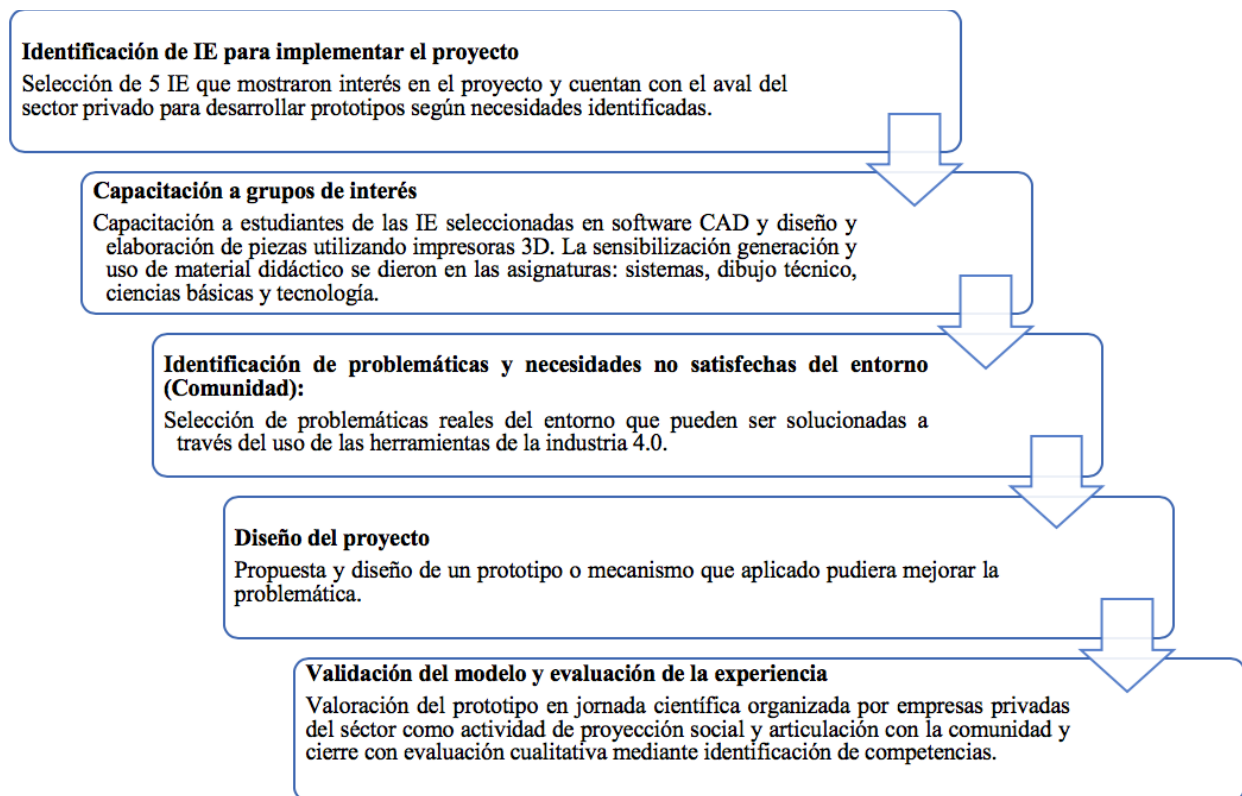 Identificación de IE para implementar el proyecto
Selección de 5 IE que mostraron interés en el proyecto y cuentan con el aval del
sector privado para desarrollar prototipos según necesidades identificadas.
Capacitación a grupos de interés
Capacitación a estudiantes de las IE seleccionadas en software CAD y diseño y
elaboración de piezas utilizando impresoras 3D. La sensibilización generación y
uso de material didáctico se dieron en las asignaturas: sistemas, dibujo técnico,
ciencias básicas y tecnología.
Identificación de problemáticas y necesidades no satisfechas del entorno
(Comunidad):
Selección de problemáticas reales del entorno que pueden ser solucionadas a
través del uso de las herramientas de la industria 4.0.
Diseño del proyecto
Propuesta y diseño de un prototipo o mecanismo que aplicado pudiera mejorar la
problemática.
Validación del modelo y evaluación de la experiencia
Valoración del prototipo en jornada científica organizada por empresas privadas
del séctor como actividad de proyección social y articulación con la comunidad y
cierre con evaluación cualitativa mediante identificación de competencias.